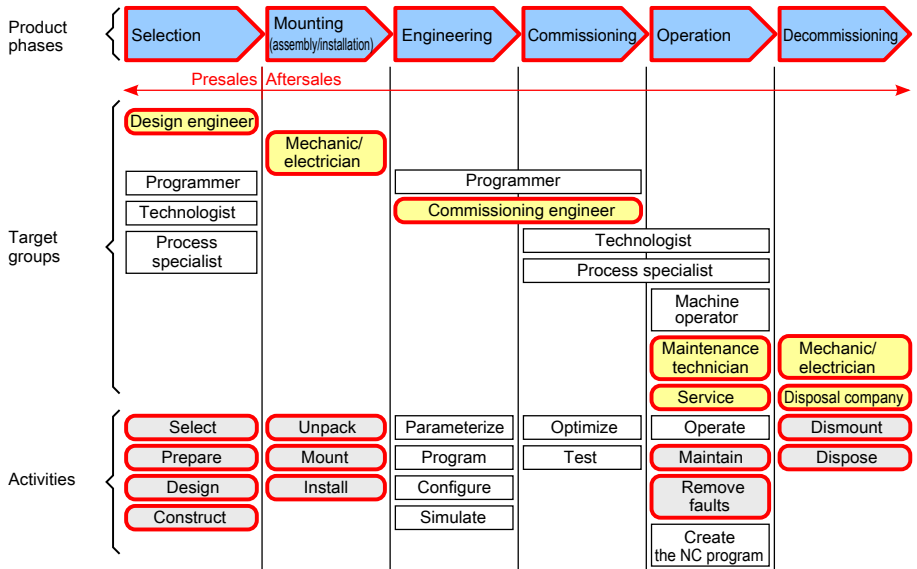 Product
phases
Selection
Mounting
(assembly/installation)
Engineering
Commissioning
Operation
Decommissioning
Presales
Aftersales
Target
groups
Design engineer
Mechanic/
electrician
Programmer
Programmer
Technologist
Commissioning engineer
Process
specialist
Technologist
Process specialist
Machine
operator
Maintenance
technician
Mechanic/
electrician
Service
Disposal company
Activities
Select
Unpack
Parameterize
Optimize
Operate
Dismount
Prepare
Mount
Program
Test
Maintain
Dispose
Design
Install
Configure
Remove
faults
Construct
Simulate
Create
the NC program